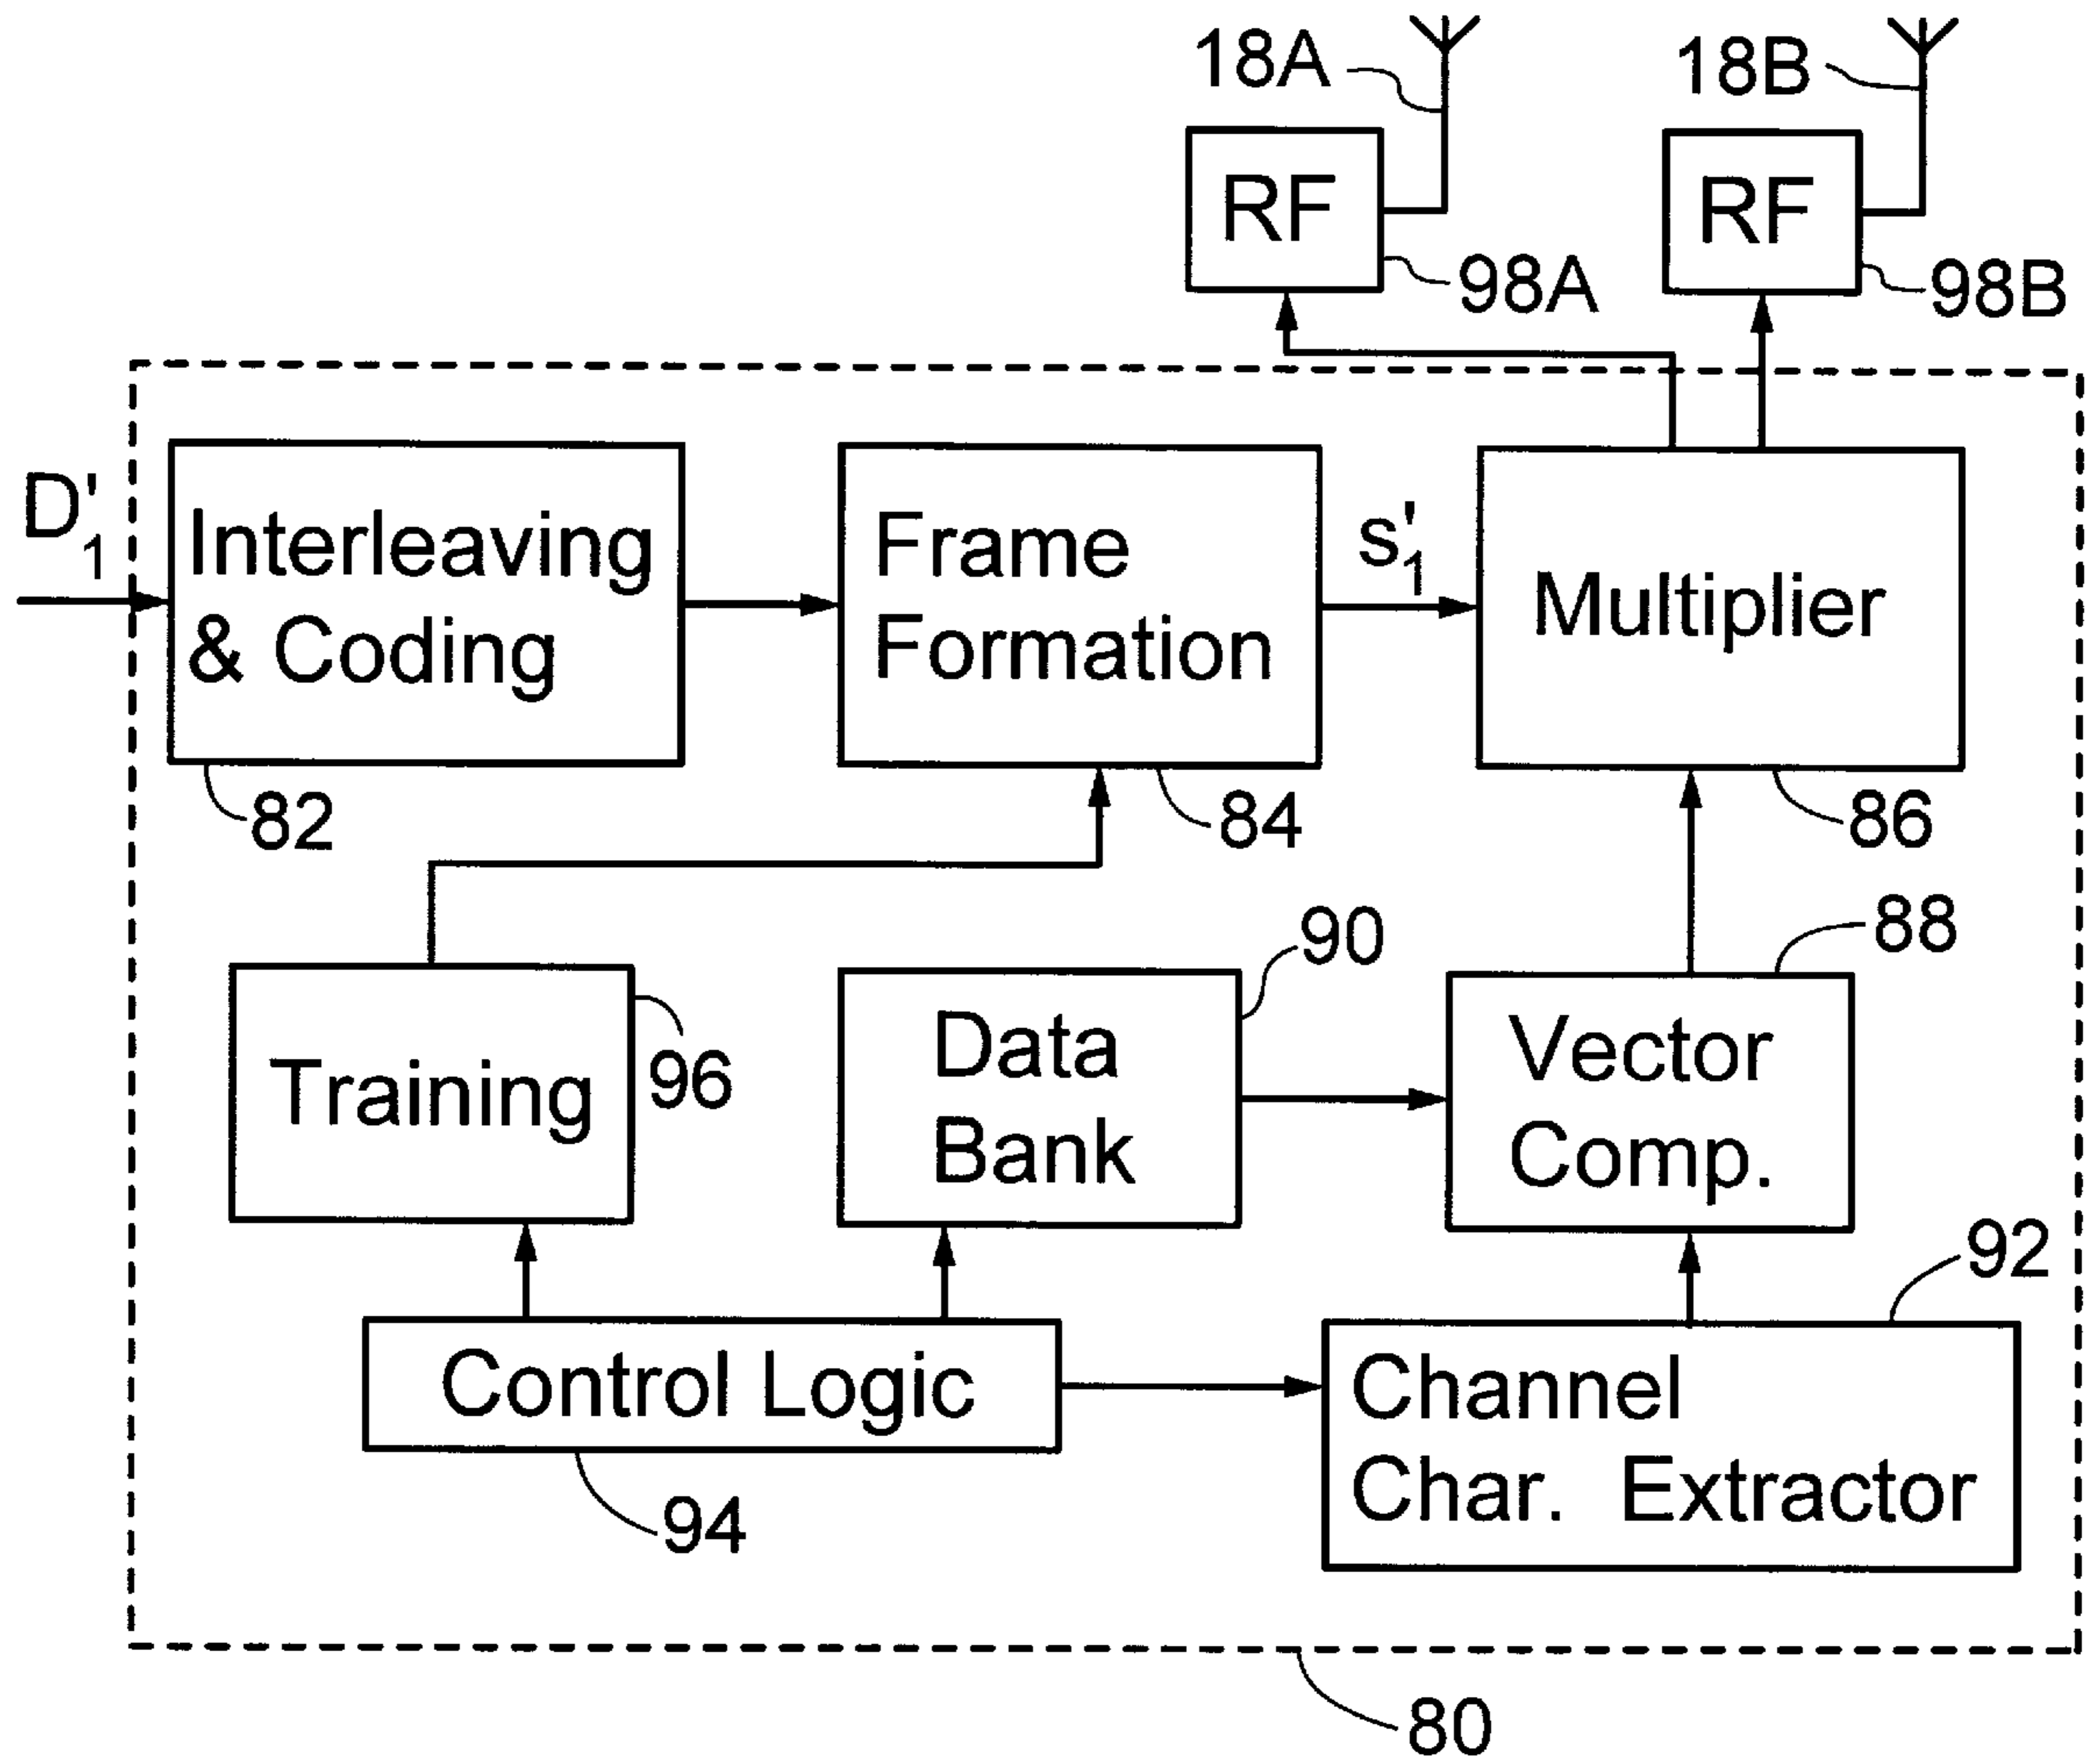 18A
18B
RF
RF
98A
98B
D'1
Interleaving
& Coding
Frame
Formation
s'1
Multiplier
82
84
86
90
88
Training
96
Data
Bank
Vector
Comp.
92
Control Logic
Channel
Char. Extractor
94
80